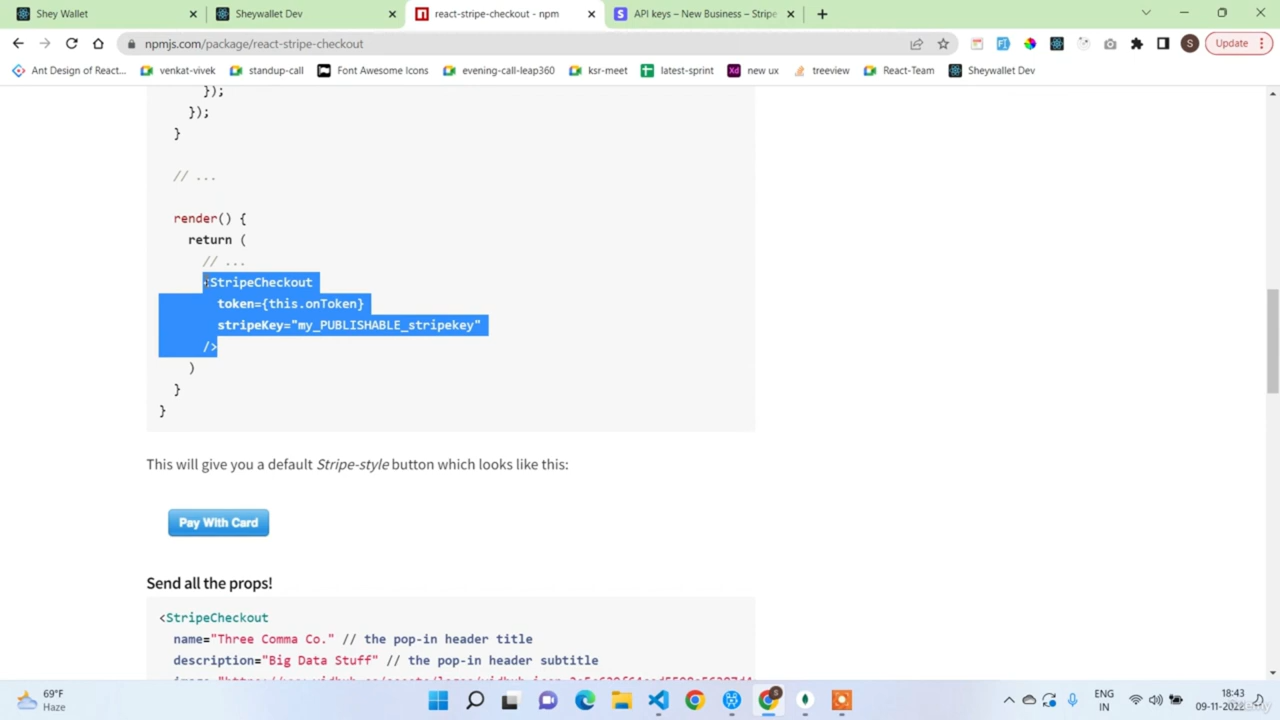 Shey Wallet
Sheywallet Dev
react-stripe-checkout - npm
API keys – New Business – Stripe
npmjs.com/package/react-stripe-checkout
S
Update
Ant Design of React...
venkat-vivek
standup-call
Font Awesome Icons
evening-call-leap360
ksr-meet
latest-sprint
new ux
treeview
React-Team
Sheywallet Dev
});
});
}
// ...
render() {
return (
// ...
<StripeCheckout
token={this.onToken}
stripeKey="my_PUBLISHABLE_stripekey"
/>
)
}
}
This will give you a default Stripe-style button which looks like this:
Pay With Card
Send all the props!
<StripeCheckout
name="Three Comma Co." // the pop-in header title
description="Big Data Stuff" // the pop-in header subtitle
69°F
Haze
ENG
IN
18:43
09-11-2022